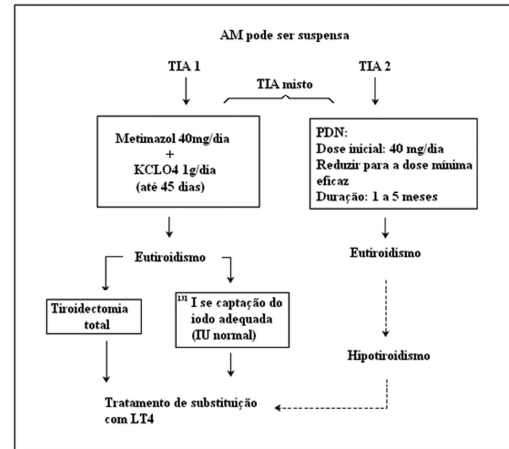 AM pode ser suspensa
TIA 1
TIA 2
TIA misto
Metimazol 40mg/dia
+
KCLO4 1g/dia
(até 45 dias)
PDN:
Dose inicial: 40 mg/dia
Reduzir para a dose mínima
eficaz
Duração: 1 a 5 meses
Eutiroidismo
Eutiroidismo
Tiroidectomia
total
131 I se captação do
iodo adequada
(IU normal)
Hipotiroidismo
Tratamento de substituição
com LT4